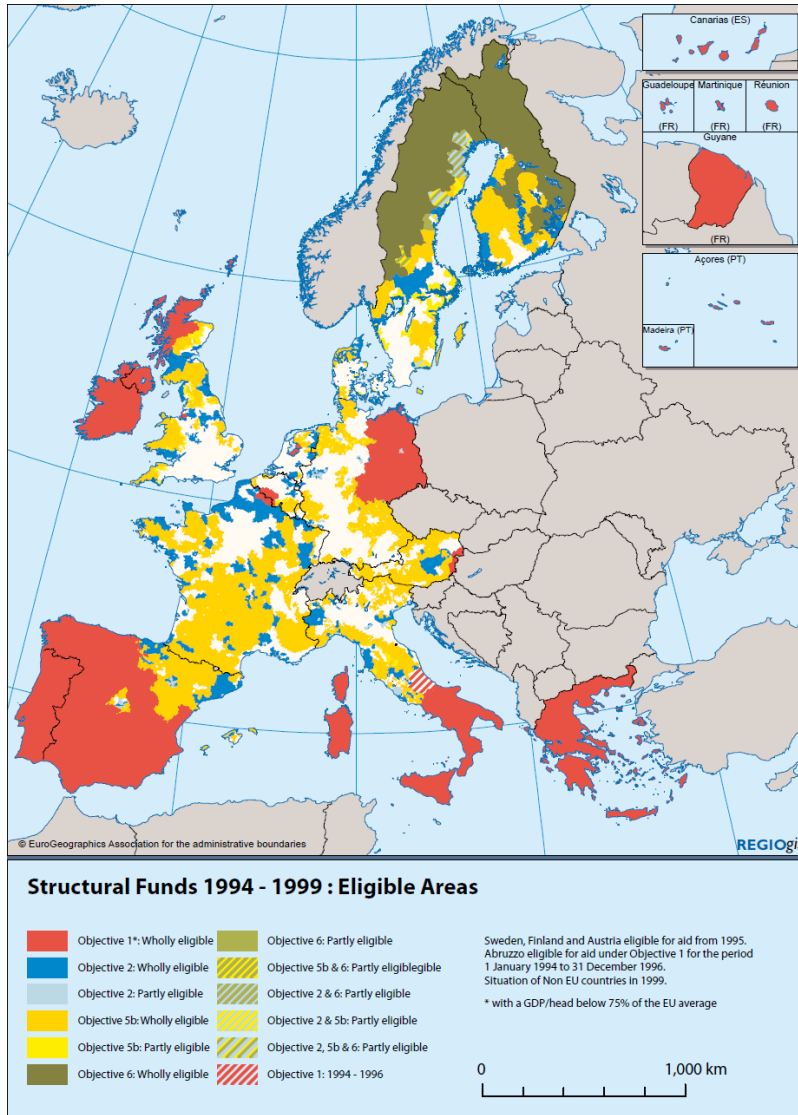 Canarias (ES)
Guadeloupe
Martinique
Réunion
(FR)
(FR)
(FR)
Guyane
(FR)
Açores (PT)
Madeira (PT)
© EuroGeographics Association for the administrative boundaries
REGIOgi
Structural Funds 1994 - 1999 : Eligible Areas
Objective 1*: Wholly eligible
Objective 2: Wholly eligible
Objective 2: Partly eligible
Objective 5b: Wholly eligible
Objective 5b: Partly eligible
Objective 6: Wholly eligible
Objective 6: Partly eligible
Objective 5b & 6: Partly eligiblegible
Objective 2 & 6: Partly eligible
Objective 2 & 5b: Partly eligible
Objective 2, 5b & 6: Partly eligible
Objective 1: 1994 - 1996
Sweden, Finland and Austria eligible for aid from 1995.
Abruzzo eligible for aid under Objective 1 for the period
1 January 1994 to 31 December 1996.
Situation of Non EU countries in 1999.
* with a GDP/head below 75% of the EU average
0 1,000 km